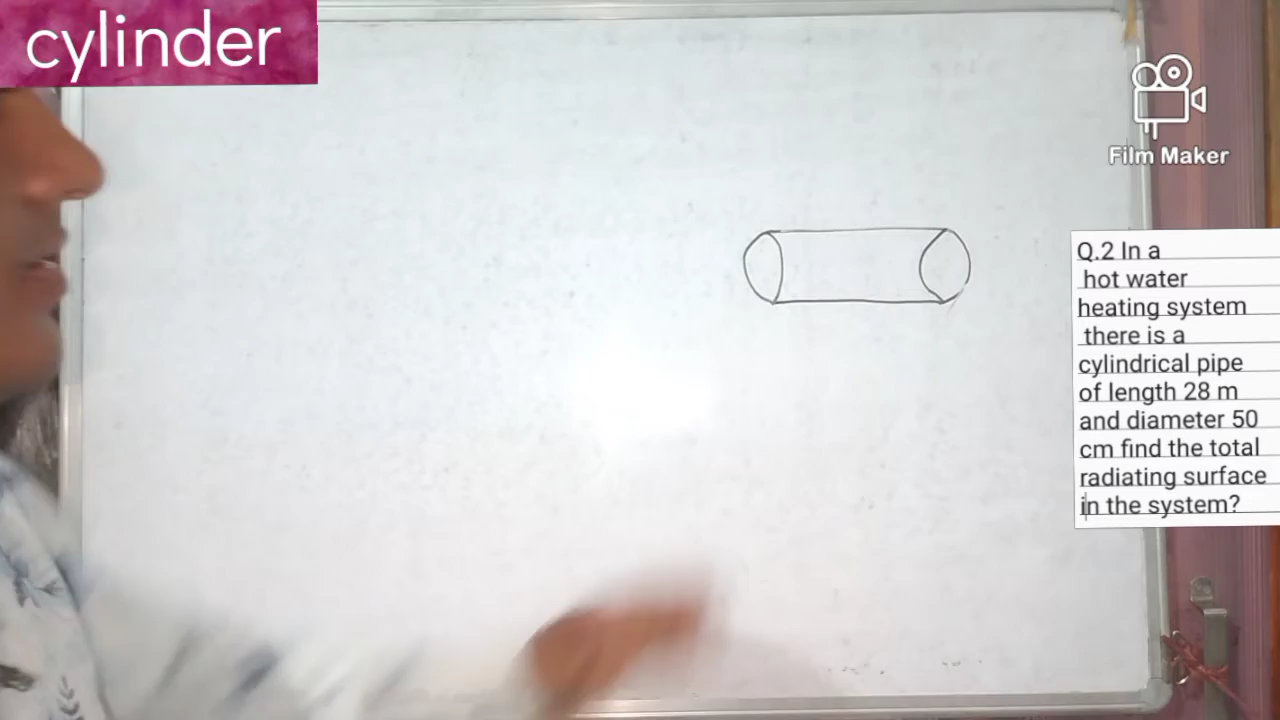 cylinder
Film Maker
Q.2 In a
hot water
heating system
there is a
cylindrical pipe
of length 28 m
and diameter 50
cm find the total
radiating surface
in the system?